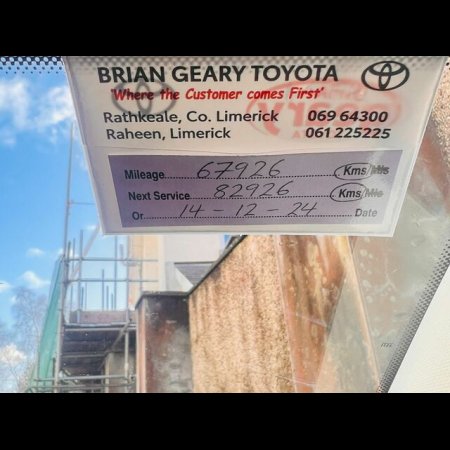 BRIAN GEARY TOYOTA
'Where the Customer comes First'
Rathkeale, Co. Limerick 069 64300
Raheen, Limerick 061 225225
Mileage 67926 Kms/Mls
Next Service 82926 Kms/Mls
Or 14-12-24 Date